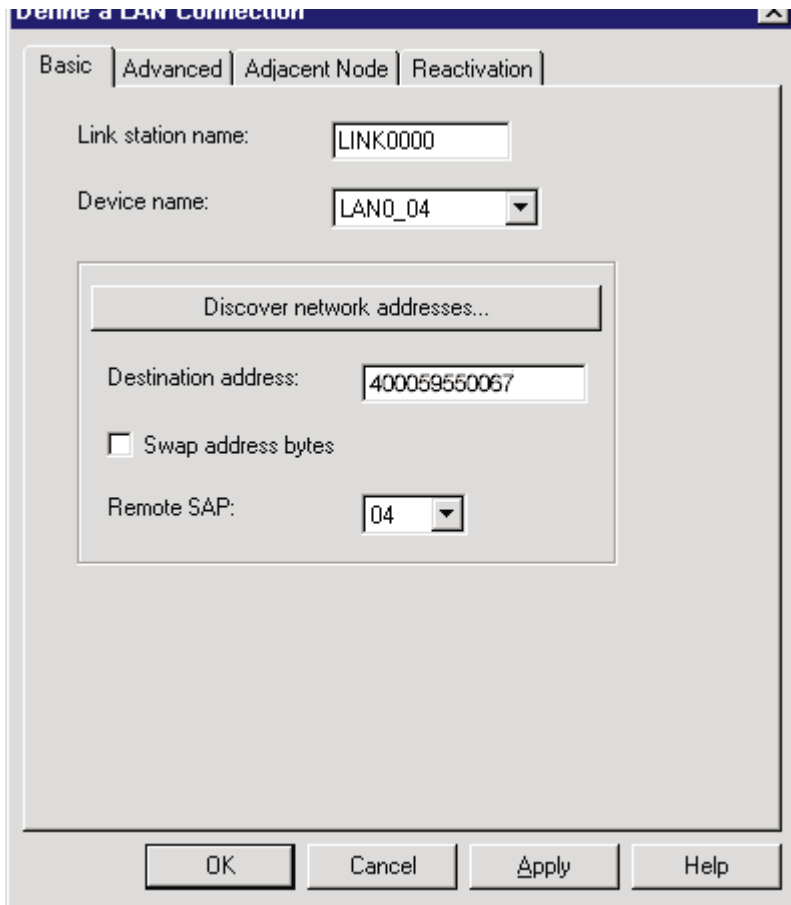 Define a LAN Connection
Basic Advanced Adjacent Node Reactivation
Link station name: LINK0000
Device name: LAN0_04
Discover network addresses...
Destination address: 400059550067
Swap address bytes
Remote SAP: 04
OK Cancel Apply Help